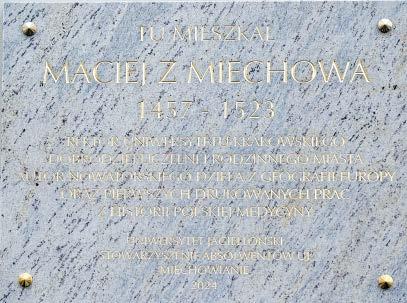 TU MIESZKAŁ
MACIEJ Z MIECHOWA
1457 - 1523
REKTOR UNIWERSYTETU KRAKOWSKIEGO
DOBRODZIEJ UCZELNI I RODZINNEGO MIASTA
AUTOR NOWATORSKIEGO DZIEŁA Z GEOGRAFII EUROPY
ORAZ PIERWSZYCH DRUKOWANYCH PRAC
Z HISTORII POLSKIEJ MEDYCYNY
UNIWERSYTET JAGIELLOŃSKI
STOWARZYSZENIE ABSOLWENTÓW UJ
MIECHOWIANIE
2024